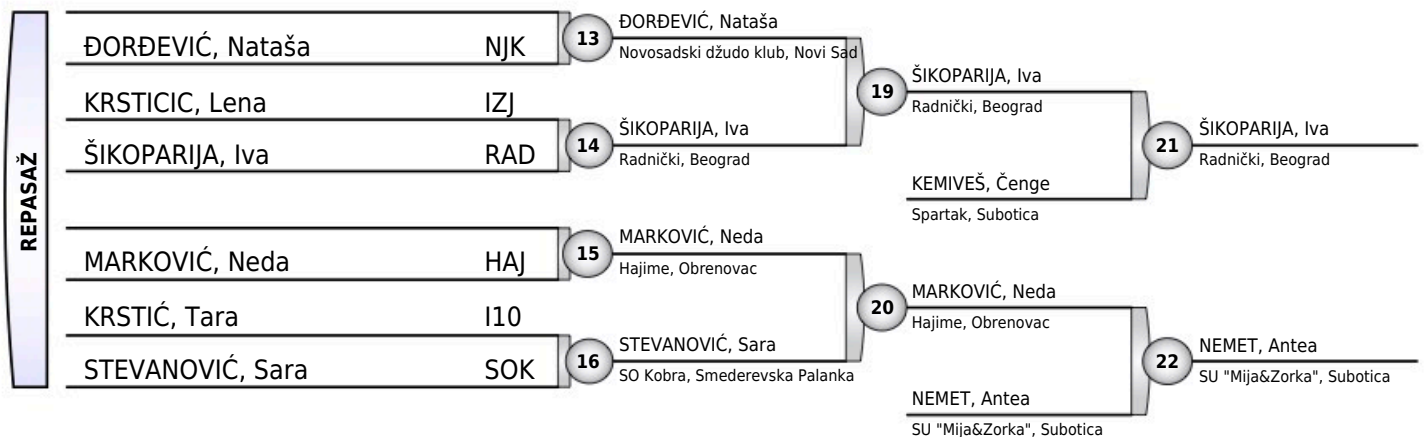 REPASAŽ
ĐORĐEVIĆ, Nataša NJK
KRSTICIC, Lena IZJ
ŠIKOPARIJA, Iva RAD
MARKOVIĆ, Neda HAJ
KRSTIĆ, Tara I10
STEVANOVIĆ, Sara SOK
13
ĐORĐEVIĆ, Nataša
Novosadski džudo klub, Novi Sad
14
ŠIKOPARIJA, Iva
Radnički, Beograd
15
MARKOVIĆ, Neda
Hajime, Obrenovac
16
STEVANOVIĆ, Sara
SO Kobra, Smederevska Palanka
19
ŠIKOPARIJA, Iva
Radnički, Beograd
KEMIVEŠ, Čenge
Spartak, Subotica
20
MARKOVIĆ, Neda
Hajime, Obrenovac
NEMET, Antea
SU "Mija&Zorka", Subotica
21
ŠIKOPARIJA, Iva
Radnički, Beograd
22
NEMET, Antea
SU "Mija&Zorka", Subotica